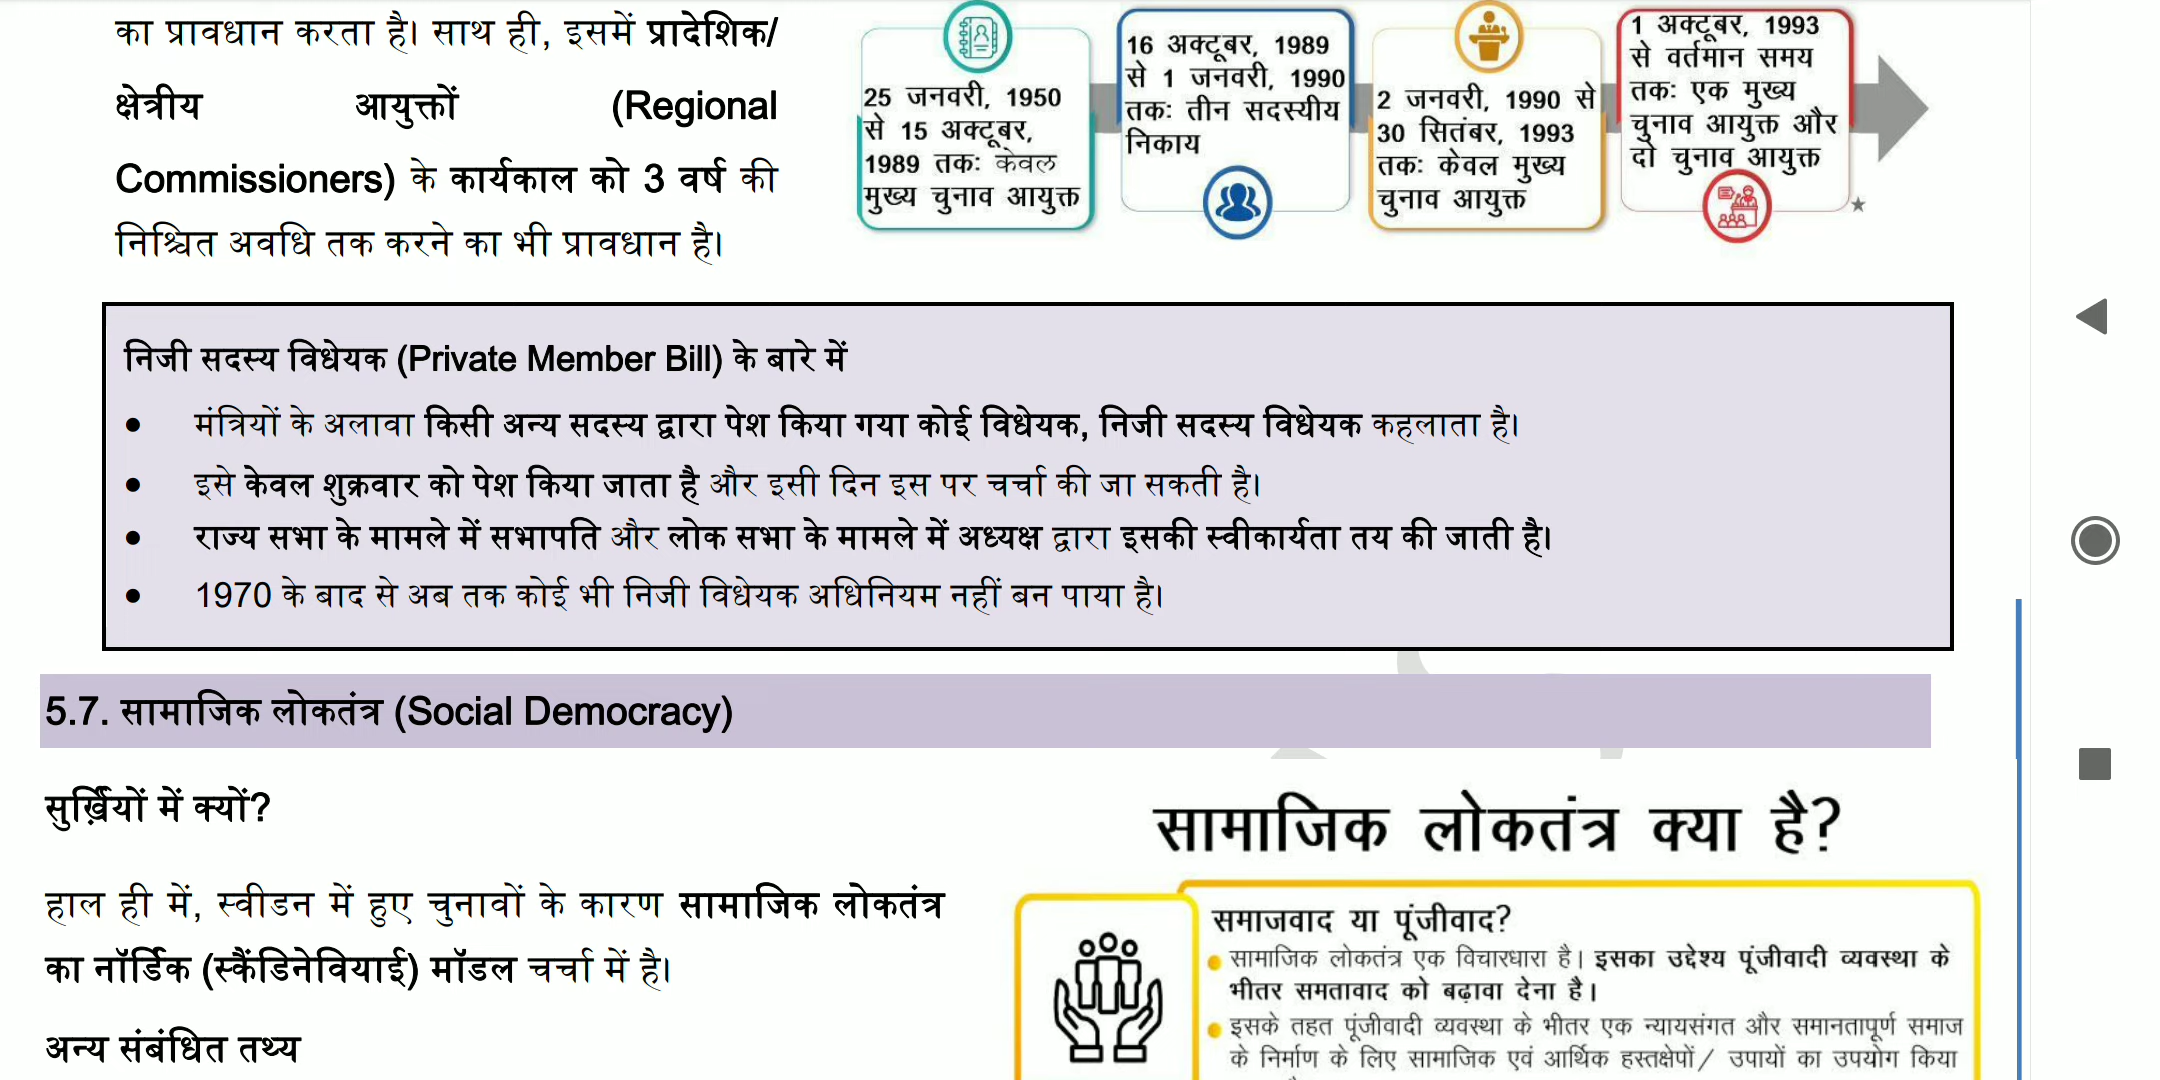 का प्रावधान करता है। साथ ही, इसमें प्रादेशिक/
क्षेत्रीय आयुक्तों (Regional
Commissioners) के कार्यकाल को 3 वर्ष की
निश्चित अवधि तक करने का भी प्रावधान है।
25 जनवरी, 1950
से 15 अक्टूबर,
1989 तकः केवल
मुख्य चुनाव आयुक्त
16 अक्टूबर, 1989
से 1 जनवरी, 1990
तकः तीन सदस्यीय
निकाय
2 जनवरी, 1990 से
30 सितंबर, 1993
तकः केवल मुख्य
चुनाव आयुक्त
1 अक्टूबर, 1993
से वर्तमान समय
तकः एक मुख्य
चुनाव आयुक्त और
दो चुनाव आयुक्त
निजी सदस्य विधेयक (Private Member Bill) के बारे में
● मंत्रियों के अलावा किसी अन्य सदस्य द्वारा पेश किया गया कोई विधेयक, निजी सदस्य विधेयक कहलाता है।
● इसे केवल शुक्रवार को पेश किया जाता है और इसी दिन इस पर चर्चा की जा सकती है।
● राज्य सभा के मामले में सभापति और लोक सभा के मामले में अध्यक्ष द्वारा इसकी स्वीकार्यता तय की जाती है।
● 1970 के बाद से अब तक कोई भी निजी विधेयक अधिनियम नहीं बन पाया है।
5.7. सामाजिक लोकतंत्र (Social Democracy)
सुर्ख़ियों में क्यों?
हाल ही में, स्वीडन में हुए चुनावों के कारण सामाजिक लोकतंत्र
का नॉर्डिक (स्कैंडिनेवियाई) मॉडल चर्चा में है।
अन्य संबंधित तथ्य
सामाजिक लोकतंत्र क्या है?
समाजवाद या पूंजीवाद?
● सामाजिक लोकतंत्र एक विचारधारा है। इसका उद्देश्य पूंजीवादी व्यवस्था के
भीतर समतावाद को बढ़ावा देना है।
● इसके तहत पूंजीवादी व्यवस्था के भीतर एक न्यायसंगत और समानतापूर्ण समाज
के निर्माण के लिए सामाजिक एवं आर्थिक हस्तक्षेपों/ उपायों का उपयोग किया